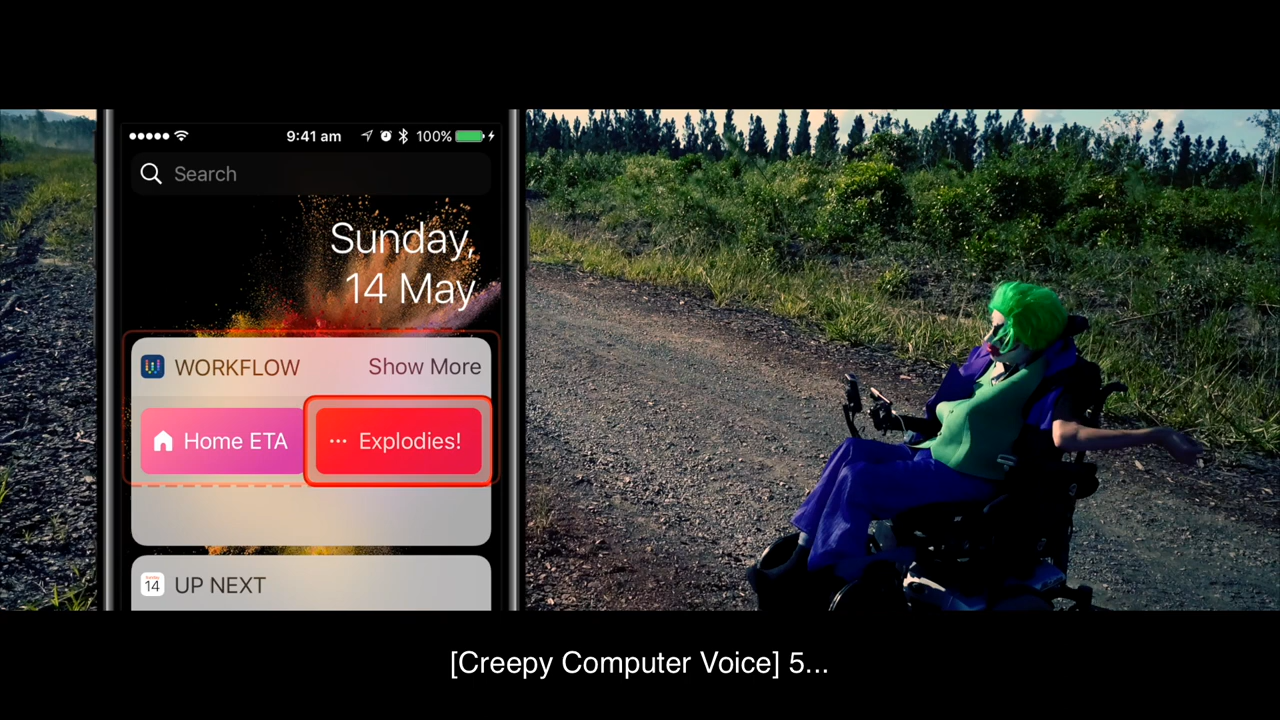 9:41 am 100%
Search
Sunday,
14 May
WORKFLOW Show More
Home ETA ... Explodies!
14 UP NEXT
[Creepy Computer Voice] 5...